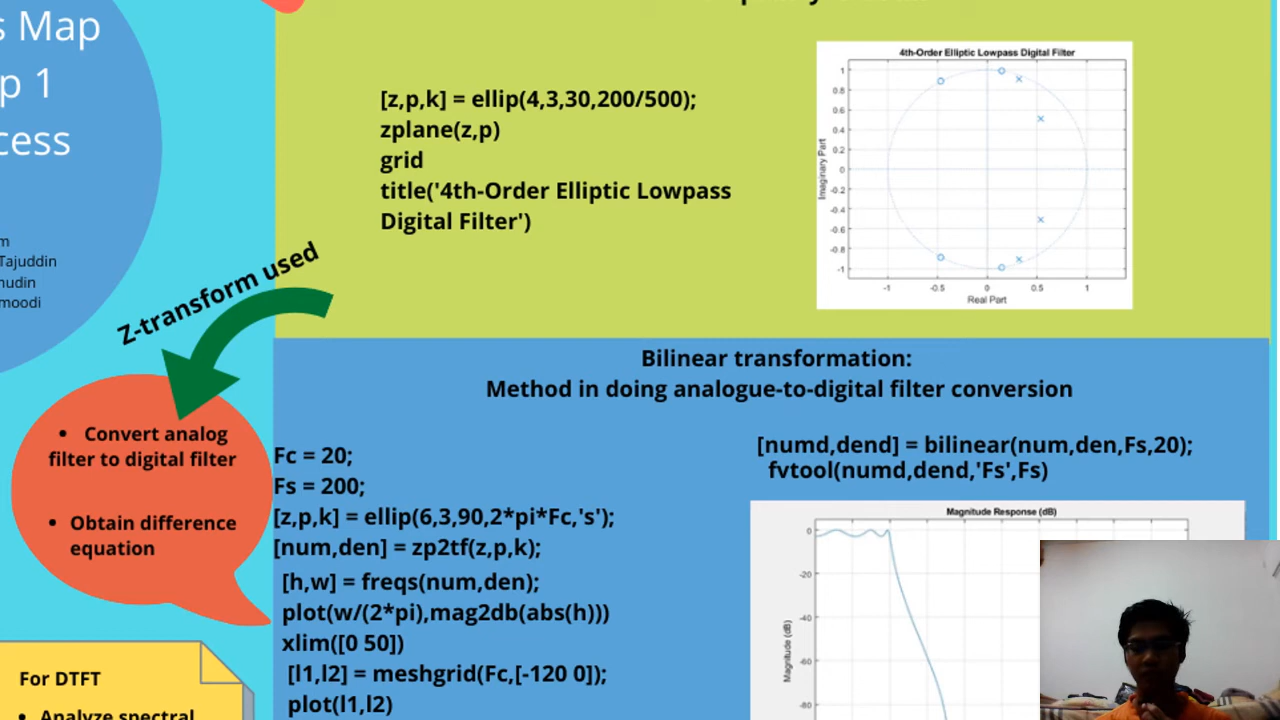 s Map
p 1
cess
m
Tajuddin
nudin
moodi
[z,p,k] = ellip(4,3,30,200/500);
zplane(z,p)
grid
title('4th-Order Elliptic Lowpass
Digital Filter')
4th-Order Elliptic Lowpass Digital Filter
1
0.8
0.6
0.4
0.2
0
-0.2
-0.4
-0.6
-0.8
-1
Imaginary Part
-1 -0.5 0 0.5 1
Real Part
Z-transform used
• Convert analog
filter to digital filter
• Obtain difference
equation
For DTFT
• Analyze spectral
Bilinear transformation:
Method in doing analogue-to-digital filter conversion
Fc = 20;
Fs = 200;
[z,p,k] = ellip(6,3,90,2*pi*Fc,'s');
[num,den] = zp2tf(z,p,k);
[h,w] = freqs(num,den);
plot(w/(2*pi),mag2db(abs(h)))
xlim([0 50])
[l1,l2] = meshgrid(Fc,[-120 0]);
plot(l1,l2)
[numd,dend] = bilinear(num,den,Fs,20);
fvtool(numd,dend,'Fs',Fs)
Magnitude Response (dB)
0
-20
-40
-60
-80
Magnitude (dB)